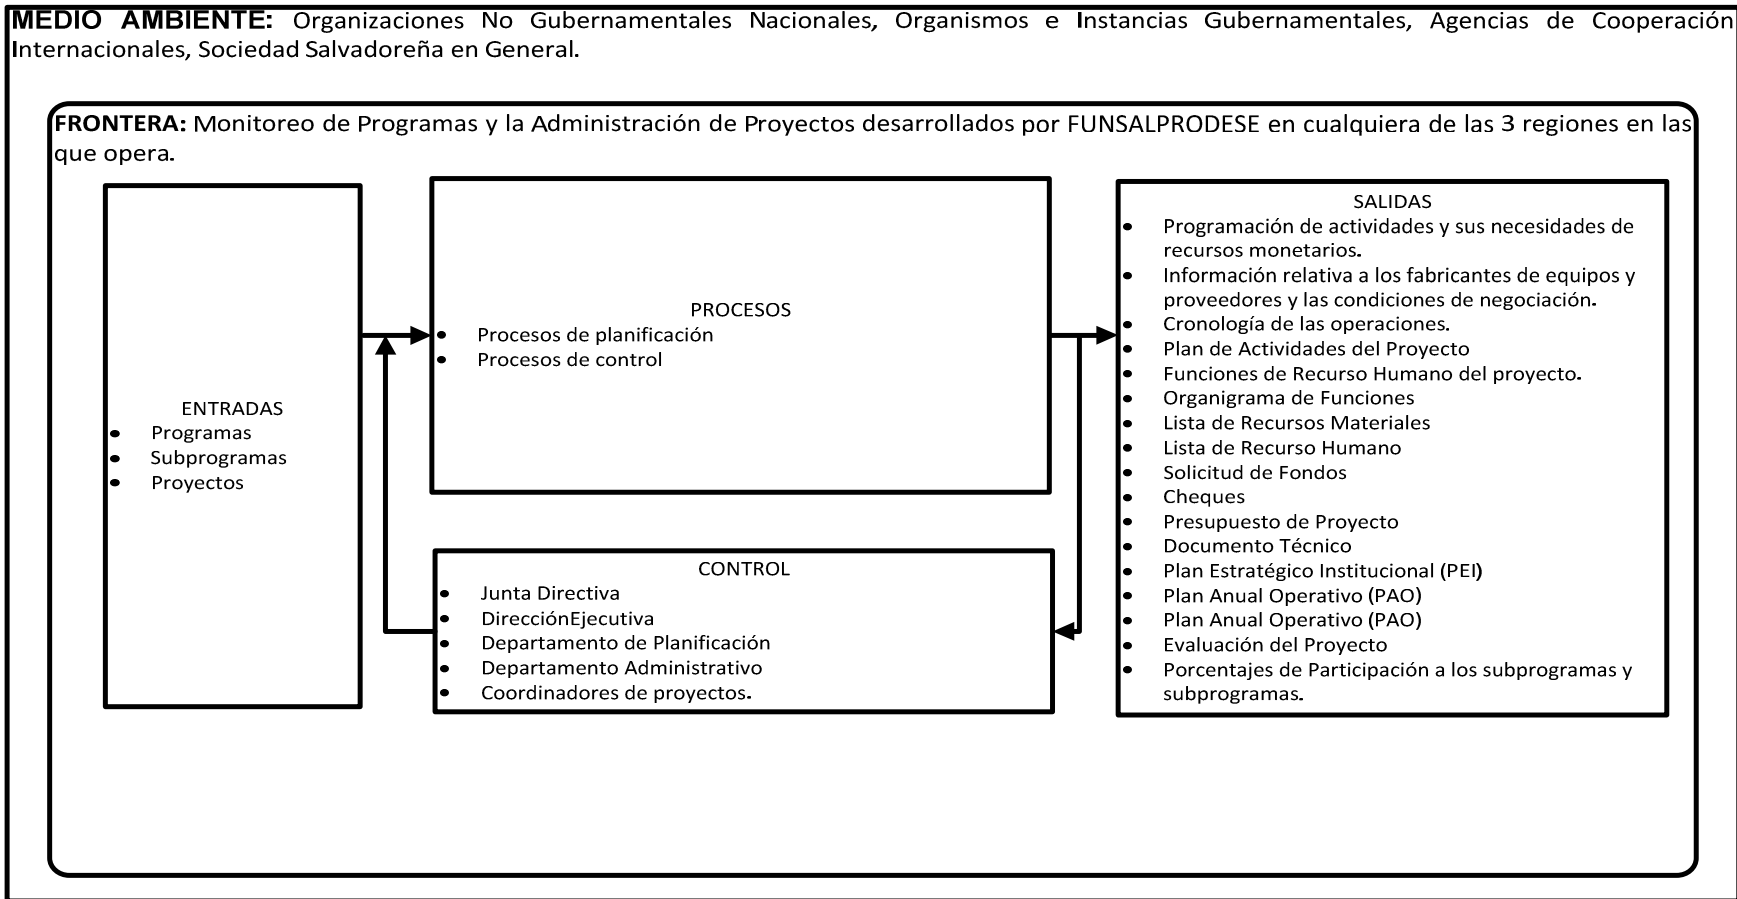 MEDIO AMBIENTE: Organizaciones No Gubernamentales Nacionales, Organismos e Instancias Gubernamentales, Agencias de Cooperación
Internacionales, Sociedad Salvadoreña en General.
FRONTERA: Monitoreo de Programas y la Administración de Proyectos desarrollados por FUNSALPRODESE en cualquiera de las 3 regiones en las
que opera.
ENTRADAS
• Programas
• Subprogramas
• Proyectos
PROCESOS
• Procesos de planificación
• Procesos de control
CONTROL
• Junta Directiva
• DirecciónEjecutiva
• Departamento de Planificación
• Departamento Administrativo
• Coordinadores de proyectos.
SALIDAS
• Programación de actividades y sus necesidades de
recursos monetarios.
• Información relativa a los fabricantes de equipos y
proveedores y las condiciones de negociación.
• Cronología de las operaciones.
• Plan de Actividades del Proyecto
• Funciones de Recurso Humano del proyecto.
• Organigrama de Funciones
• Lista de Recursos Materiales
• Lista de Recurso Humano
• Solicitud de Fondos
• Cheques
• Presupuesto de Proyecto
• Documento Técnico
• Plan Estratégico Institucional (PEI)
• Plan Anual Operativo (PAO)
• Plan Anual Operativo (PAO)
• Evaluación del Proyecto
• Porcentajes de Participación a los subprogramas y
subprogramas.